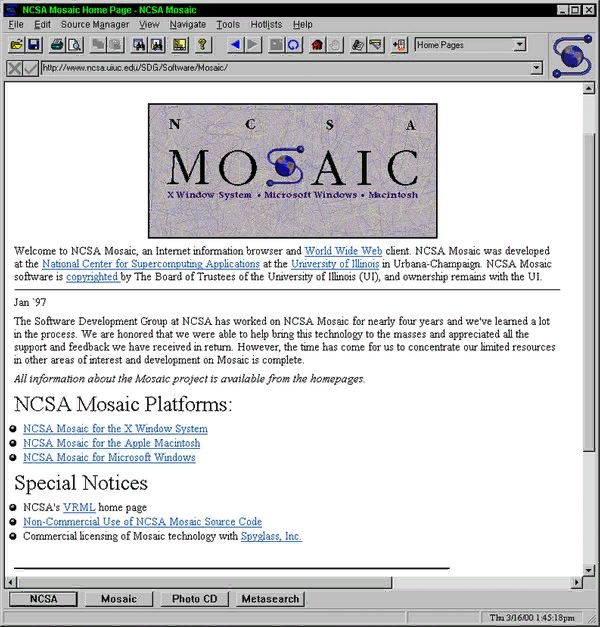 NCSA Mosaic Home Page - NCSA Mosaic
File Edit Source Manager View Navigate Tools Hotlists Help
Home Pages
http://www.ncsa.uiuc.edu/SDG/Software/Mosaic/
N C S A
MOSAIC
X Window System • Microsoft Windows • Macintosh
Welcome to NCSA Mosaic, an Internet information browser and World Wide Web client. NCSA Mosaic was developed
at the National Center for Supercomputing Applications at the University of Illinois in Urbana-Champaign. NCSA Mosaic
software is copyrighted by The Board of Trustees of the University of Illinois (UI), and ownership remains with the UI.
Jan '97
The Software Development Group at NCSA has worked on NCSA Mosaic for nearly four years and we've learned a lot
in the process. We are honored that we were able to help bring this technology to the masses and appreciated all the
support and feedback we have received in return. However, the time has come for us to concentrate our limited resources
in other areas of interest and development on Mosaic is complete.
All information about the Mosaic project is available from the homepages.
NCSA Mosaic Platforms:
NCSA Mosaic for the X Window System
NCSA Mosaic for the Apple Macintosh
NCSA Mosaic for Microsoft Windows
Special Notices
NCSA's VRML home page
Non-Commercial Use of NCSA Mosaic Source Code
Commercial licensing of Mosaic technology with Spyglass, Inc.
NCSA Mosaic Photo CD Metasearch
Thu 3/16/00 1:45:18pm